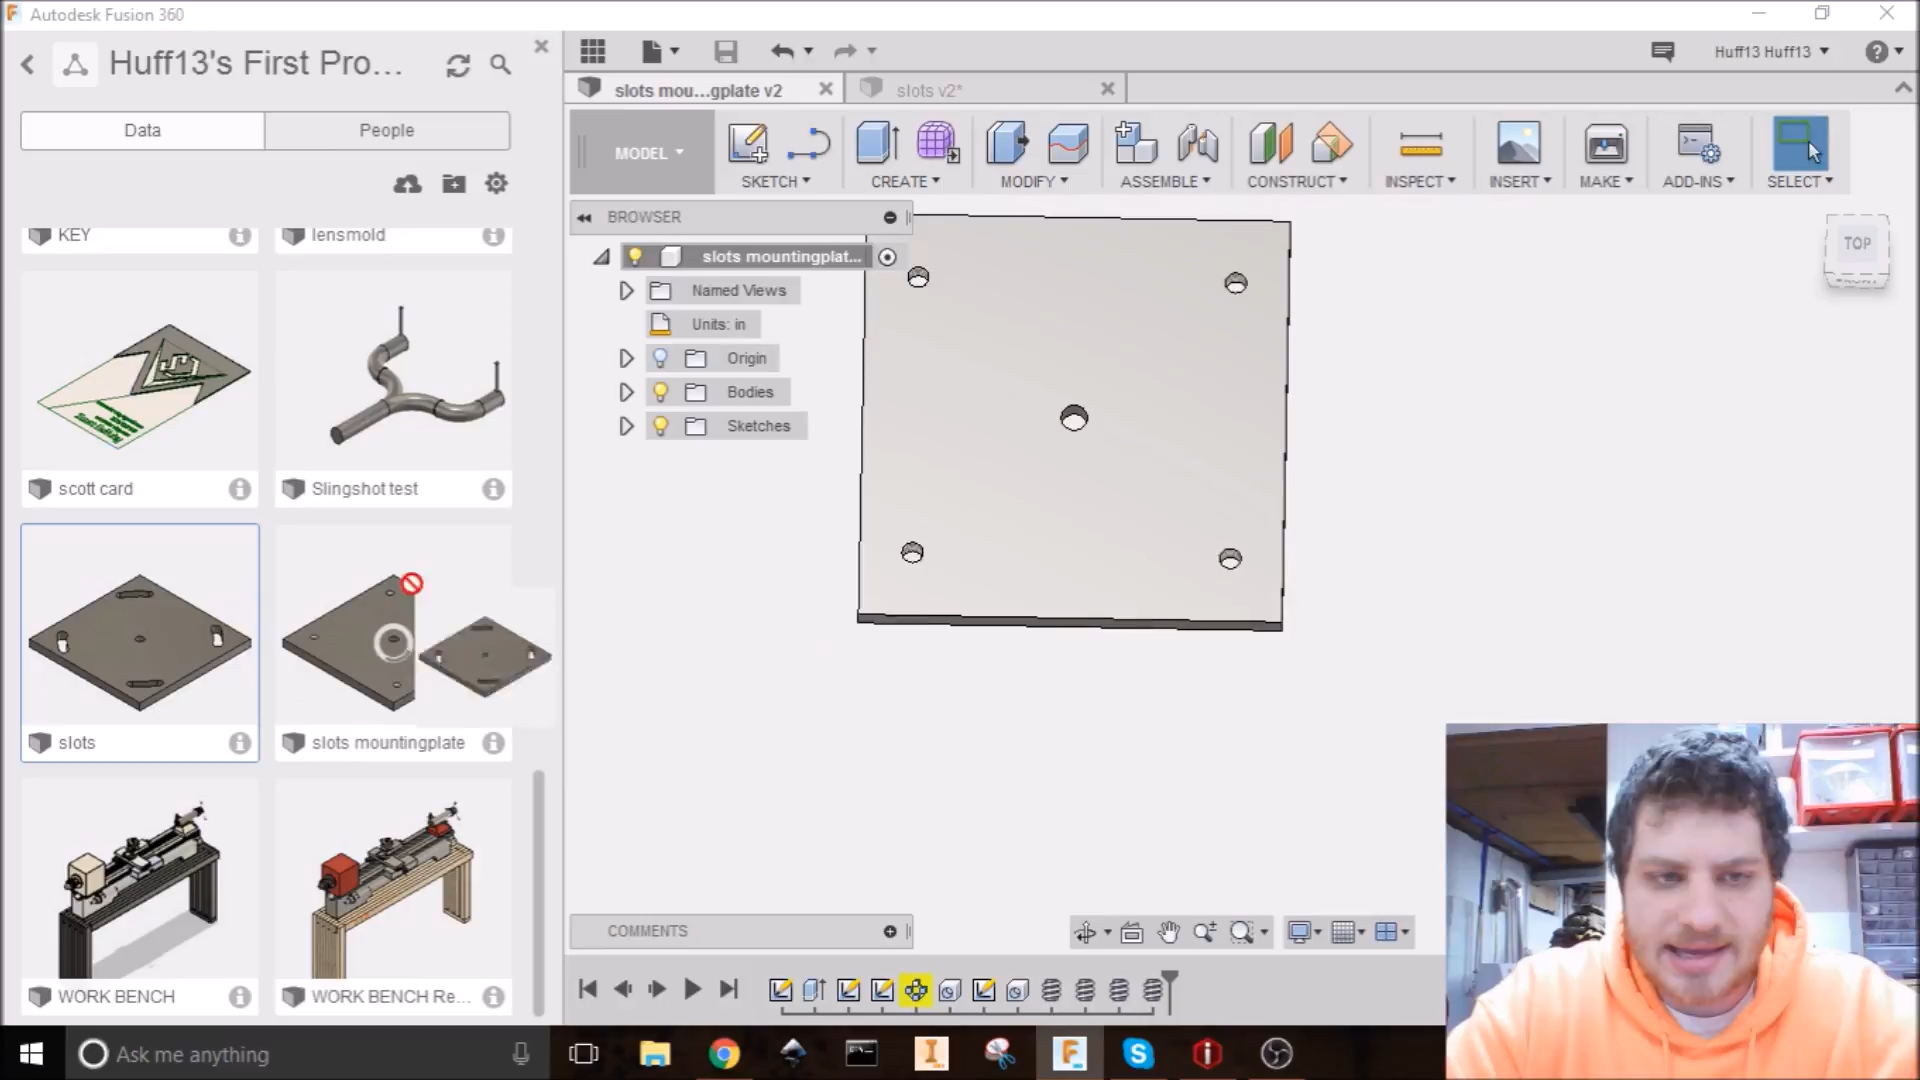 Autodesk Fusion 360
Huff13's First Pro...
Data
People
KEY
lensmold
scott card
Slingshot test
slots
slots mountingplate
WORK BENCH
WORK BENCH Re...
Huff13 Huff13
slots mou...gplate v2
slots v2*
MODEL
SKETCH
CREATE
MODIFY
ASSEMBLE
CONSTRUCT
INSPECT
INSERT
MAKE
ADD-INS
SELECT
BROWSER
slots mountingplat...
Named Views
Units: in
Origin
Bodies
Sketches
TOP
FRONT
COMMENTS
Ask me anything